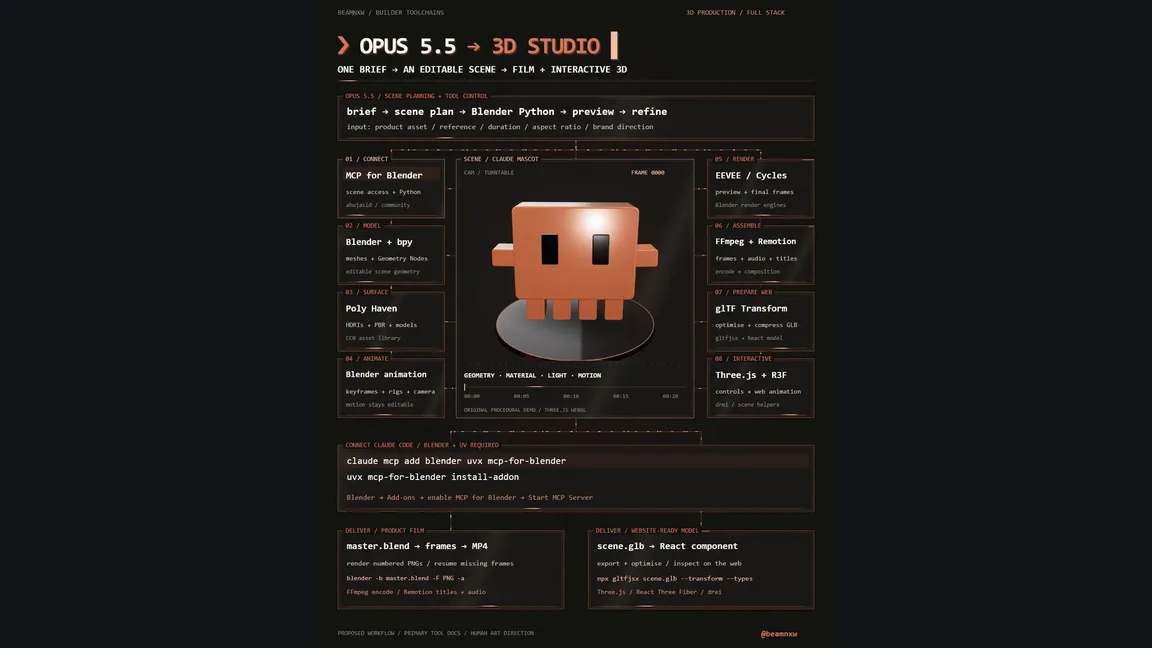 BEAMNXW / BUILDER TOOLCHAINS
3D PRODUCTION / FULL STACK
❯ OPUS 5.5 → 3D STUDIO
ONE BRIEF → AN EDITABLE SCENE → FILM + INTERACTIVE 3D
OPUS 5.5 / SCENE PLANNING + TOOL CONTROL
brief → scene plan → Blender Python → preview → refine
input: product asset / reference / duration / aspect ratio / brand direction
01 / CONNECT
MCP for Blender
scene access + Python
ahujasid / community
02 / MODEL
Blender + bpy
meshes + Geometry Nodes
editable scene geometry
03 / SURFACE
Poly Haven
HDRIs + PBR + models
CC0 asset library
04 / ANIMATE
Blender animation
keyframes + rigs + camera
motion stays editable
SCENE / CLAUDE MASCOT
CAM / TURNTABLE
FRAME 0000
GEOMETRY · MATERIAL · LIGHT · MOTION
00:00 00:05 00:10 00:15 00:20
ORIGINAL PROCEDURAL DEMO / THREE.JS WEBGL
05 / RENDER
EEVEE / Cycles
preview + final frames
Blender render engines
06 / ASSEMBLE
FFmpeg + Remotion
frames + audio + titles
encode + composition
07 / PREPARE WEB
glTF Transform
optimise + compress GLB
gltfjsx + React model
08 / INTERACTIVE
Three.js + R3F
controls + web animation
drei / scene helpers
CONNECT CLAUDE CODE / BLENDER + UV REQUIRED
claude mcp add blender uvx mcp-for-blender
uvx mcp-for-blender install-addon
Blender → Add-ons → enable MCP for Blender → Start MCP Server
DELIVER / PRODUCT FILM
master.blend → frames → MP4
render numbered PNGs / resume missing frames
blender -b master.blend -F PNG -a
FFmpeg encode / Remotion titles + audio
DELIVER / WEBSITE-READY MODEL
scene.glb → React component
export + optimise / inspect on the web
npx gltfjsx scene.glb --transform --types
Three.js / React Three Fiber / drei
PROPOSED WORKFLOW / PRIMARY TOOL DOCS / HUMAN ART DIRECTION
@beamnxw